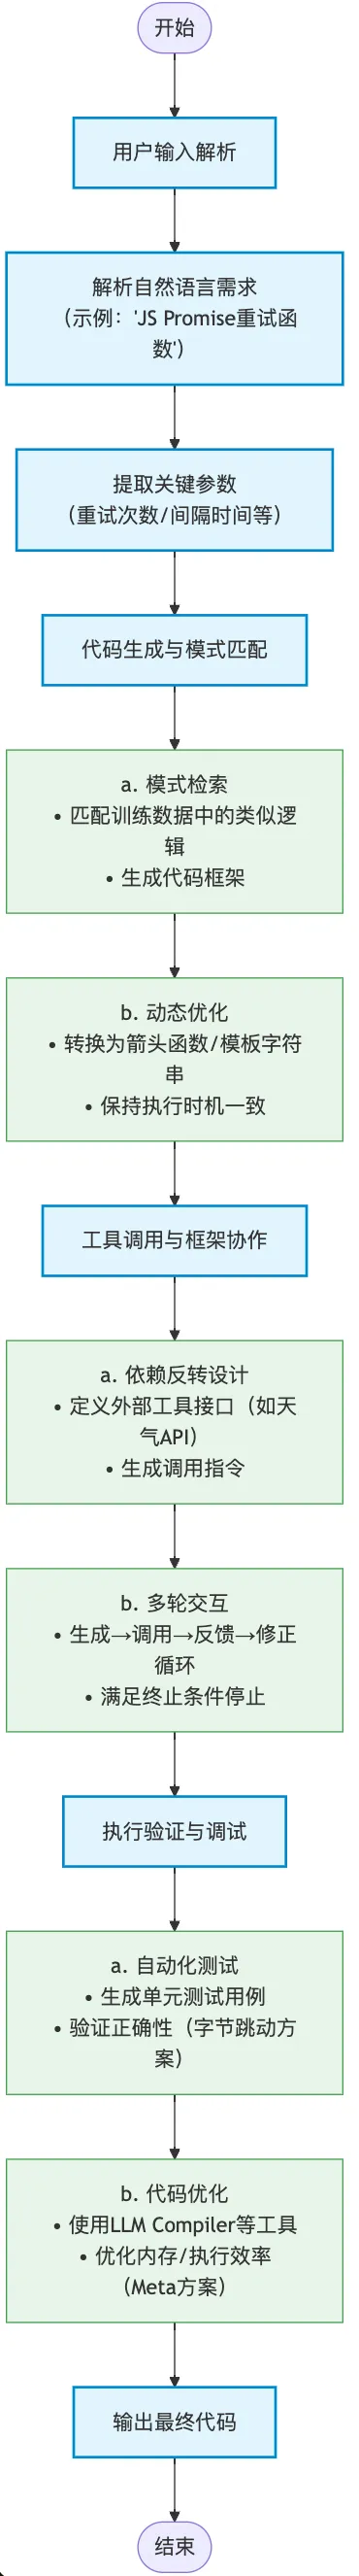 开始
用户输入解析
解析自然语言需求
（示例：'JS Promise重试函
数'）
提取关键参数
（重试次数/间隔时间等）
代码生成与模式匹配
a. 模式检索
• 匹配训练数据中的类似逻
辑
• 生成代码框架
b. 动态优化
• 转换为箭头函数/模板字符
串
• 保持执行时机一致
工具调用与框架协作
a. 依赖反转设计
• 定义外部工具接口（如天
气API）
• 生成调用指令
b. 多轮交互
• 生成→调用→反馈→修正
循环
• 满足终止条件停止
执行验证与调试
a. 自动化测试
• 生成单元测试用例
• 验证正确性（字节跳动方
案）
b. 代码优化
• 使用LLM Compiler等工具
• 优化内存/执行效率
（Meta方案）
输出最终代码
结束